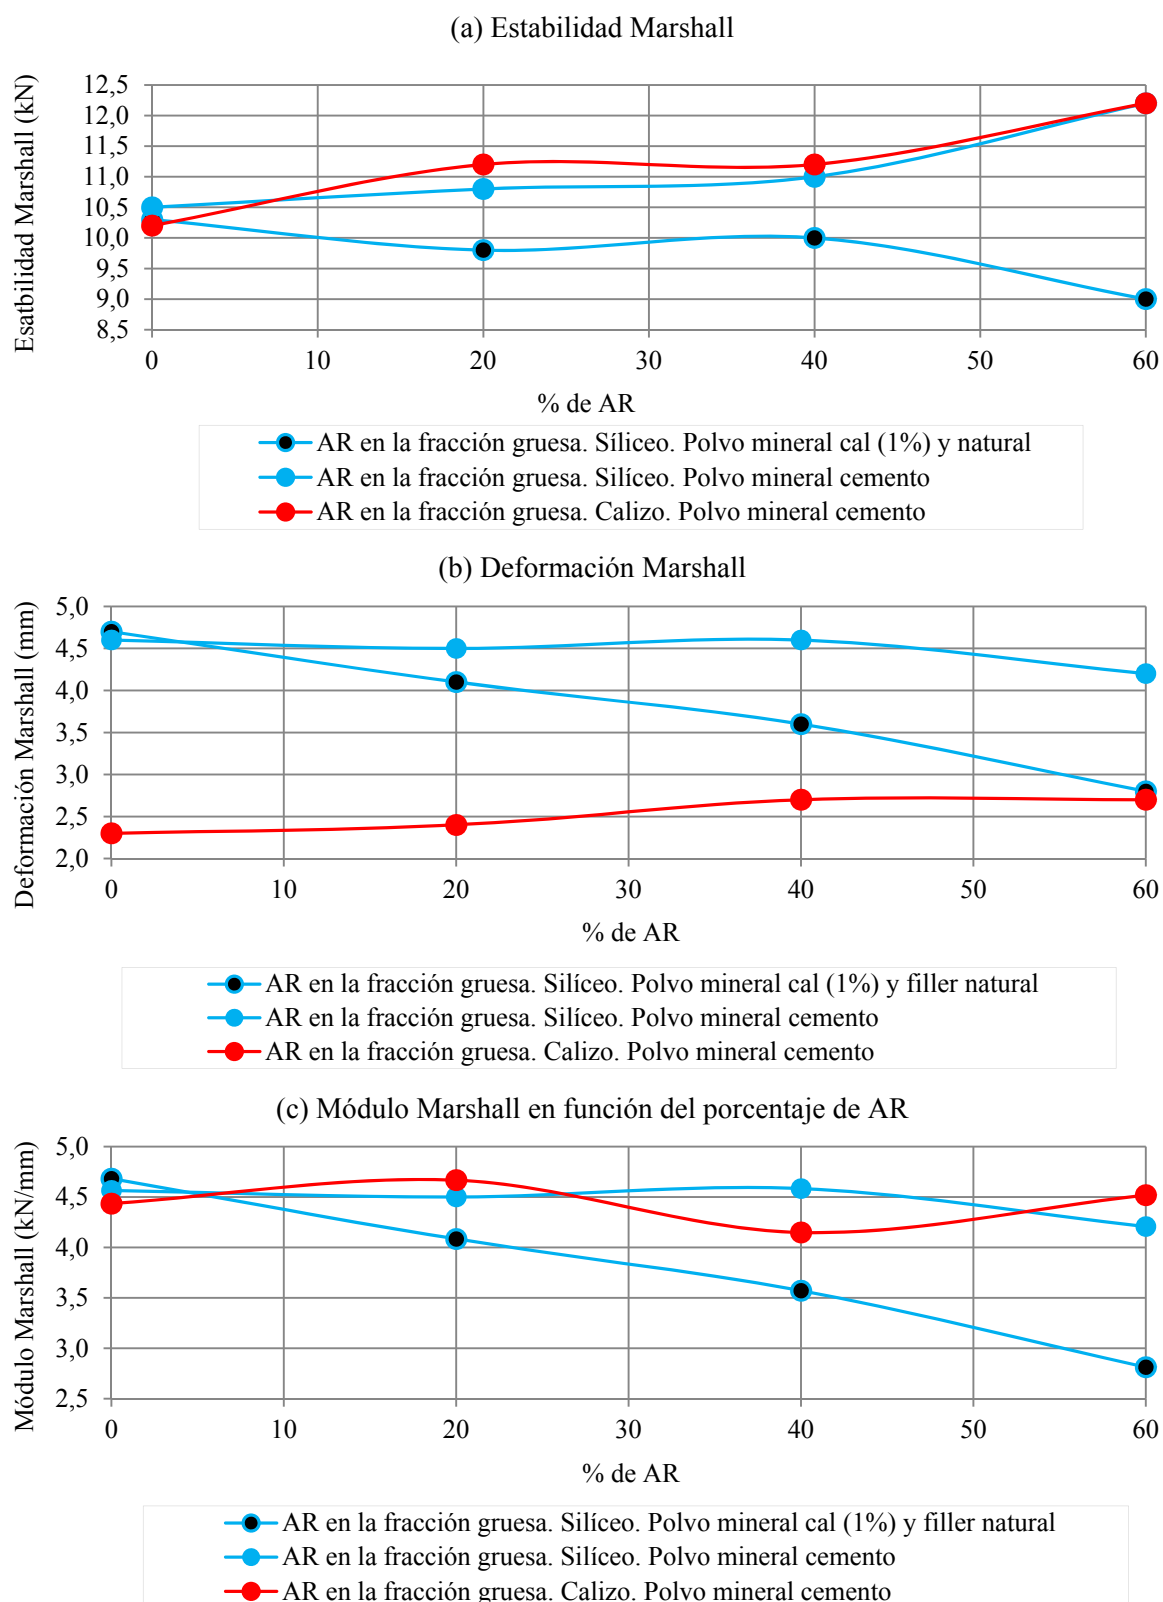 (a) Estabilidad Marshall
Esatbilidad Marshall (kN)
12,5
12,0
11,5
11,0
10,5
10,0
9,5
9,0
8,5
0 10 20 30 40 50 60
% de AR
AR en la fracción gruesa. Síliceo. Polvo mineral cal (1%) y natural
AR en la fracción gruesa. Silíceo. Polvo mineral cemento
AR en la fracción gruesa. Calizo. Polvo mineral cemento
(b) Deformación Marshall
Deformación Marshall (mm)
5,0
4,5
4,0
3,5
3,0
2,5
2,0
0 10 20 30 40 50 60
% de AR
AR en la fracción gruesa. Silíceo. Polvo mineral cal (1%) y filler natural
AR en la fracción gruesa. Silíceo. Polvo mineral cemento
AR en la fracción gruesa. Calizo. Polvo mineral cemento
(c) Módulo Marshall en función del porcentaje de AR
Módulo Marshall (kN/mm)
5,0
4,5
4,0
3,5
3,0
2,5
0 10 20 30 40 50 60
% de AR
AR en la fracción gruesa. Silíceo. Polvo mineral cal (1%) y filler natural
AR en la fracción gruesa. Silíceo. Polvo mineral cemento
AR en la fracción gruesa. Calizo. Polvo mineral cemento